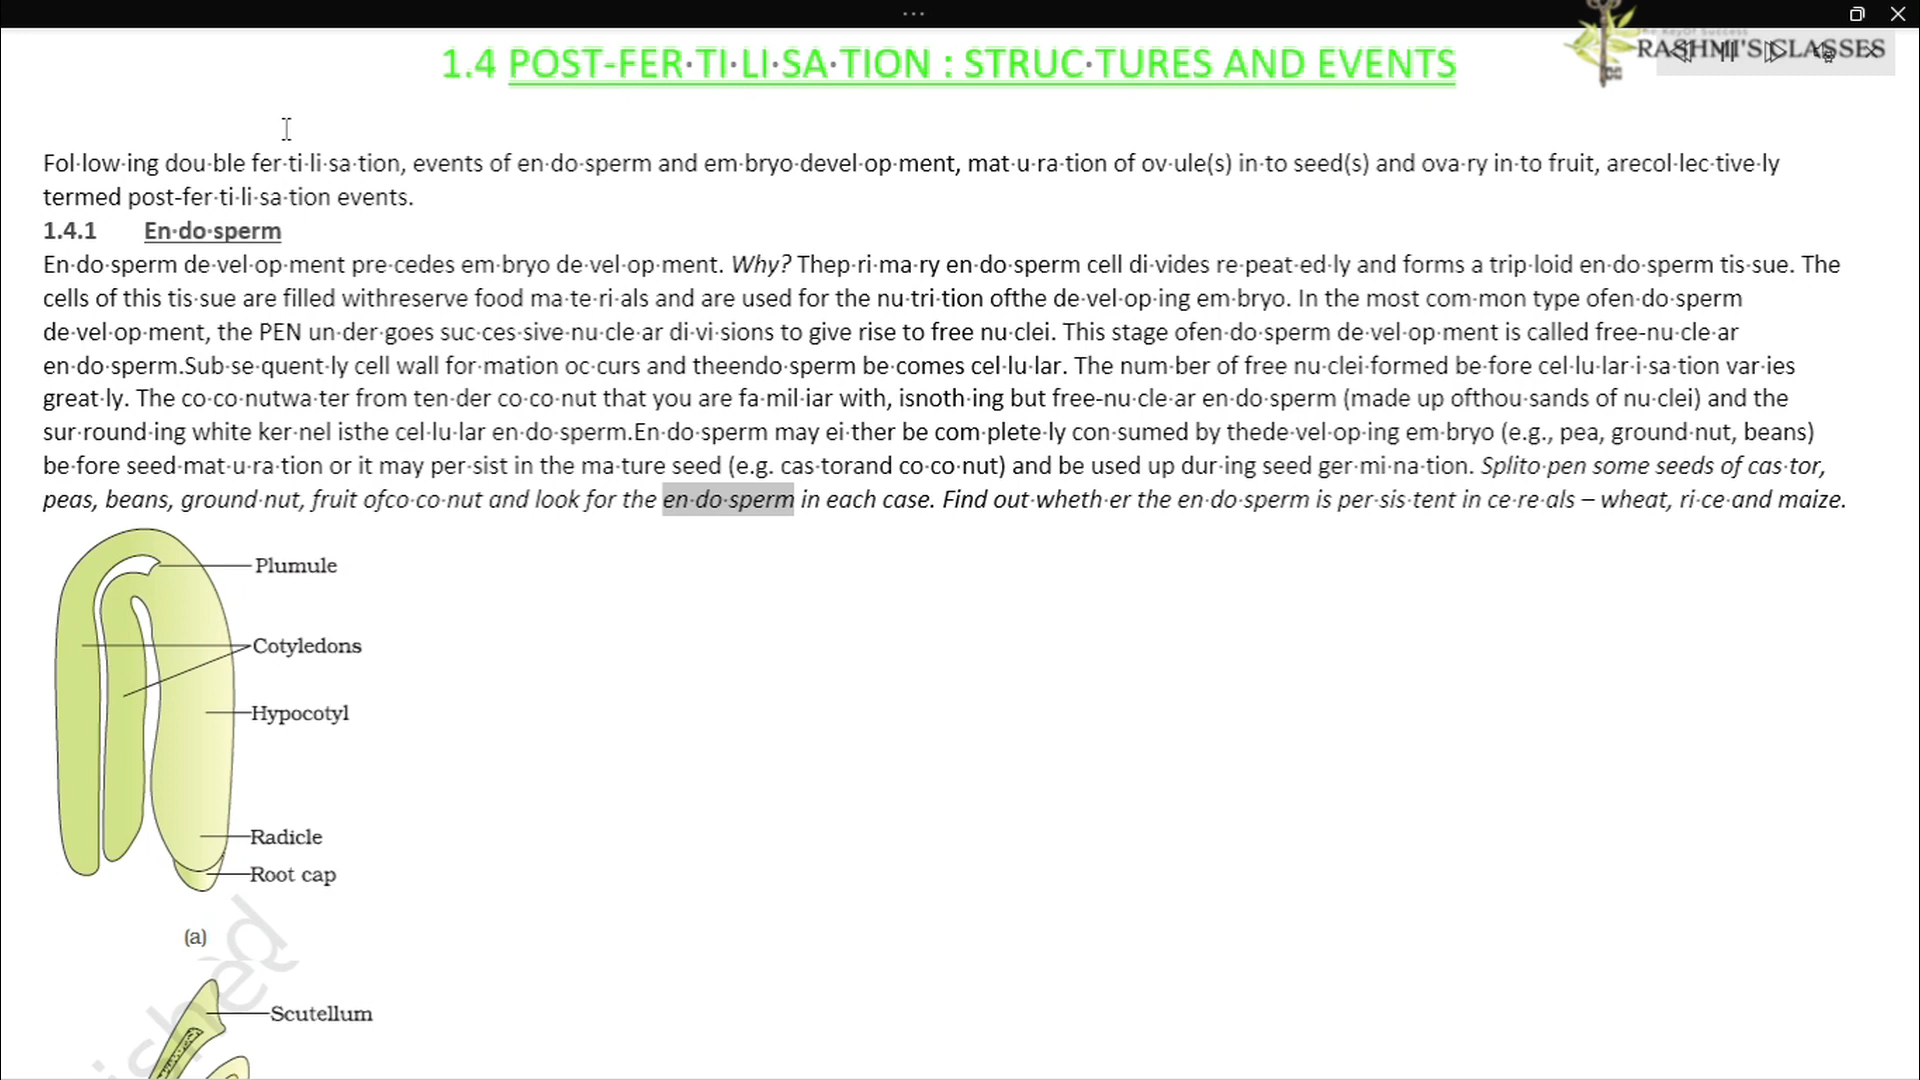 1.4 POST-FER·TI·LI·SA·TION : STRUC·TURES AND EVENTS
RASHMI'S CLASSES
Fol·low·ing dou·ble fer·ti·li·sa·tion, events of en·do·sperm and em·bryo·devel·op·ment, mat·u·ra·tion of ov·ule(s) in·to seed(s) and ova·ry in·to fruit, arecol·lec·tive·ly
termed post-fer·ti·li·sa·tion events.
1.4.1 En·do·sperm
En·do·sperm de·vel·op·ment pre·cedes em·bryo de·vel·op·ment. Why? Thep·ri·ma·ry en·do·sperm cell di·vides re·peat·ed·ly and forms a trip·loid en·do·sperm tis·sue. The
cells of this tis·sue are filled withreserve food ma·te·ri·als and are used for the nu·tri·tion ofthe de·vel·op·ing em·bryo. In the most com·mon type ofen·do·sperm
de·vel·op·ment, the PEN un·der·goes suc·ces·sive·nu·cle·ar di·vi·sions to give rise to free nu·clei. This stage ofen·do·sperm de·vel·op·ment is called free-nu·cle·ar
en·do·sperm.Sub·se·quent·ly cell wall for·mation oc·curs and theendo·sperm be·comes cel·lu·lar. The num·ber of free nu·clei·formed be·fore cel·lu·lar·i·sa·tion var·ies
great·ly. The co·co·nutwa·ter from ten·der co·co·nut that you are fa·mil·iar with, isnoth·ing but free-nu·cle·ar en·do·sperm (made up ofthou·sands of nu·clei) and the
sur·round·ing white ker·nel isthe cel·lu·lar en·do·sperm.En·do·sperm may ei·ther be com·plete·ly con·sumed by thede·vel·op·ing em·bryo (e.g., pea, ground·nut, beans)
be·fore seed·mat·u·ra·tion or it may per·sist in the ma·ture seed (e.g. cas·torand co·co·nut) and be used up dur·ing seed ger·mi·na·tion. Splito·pen some seeds of cas·tor,
peas, beans, ground·nut, fruit ofco·co·nut and look for the en·do·sperm in each case. Find out·wheth·er the en·do·sperm is per·sis·tent in ce·re·als – wheat, ri·ce·and maize.
Plumule
Cotyledons
Hypocotyl
Radicle
Root cap
(a)
Scutellum